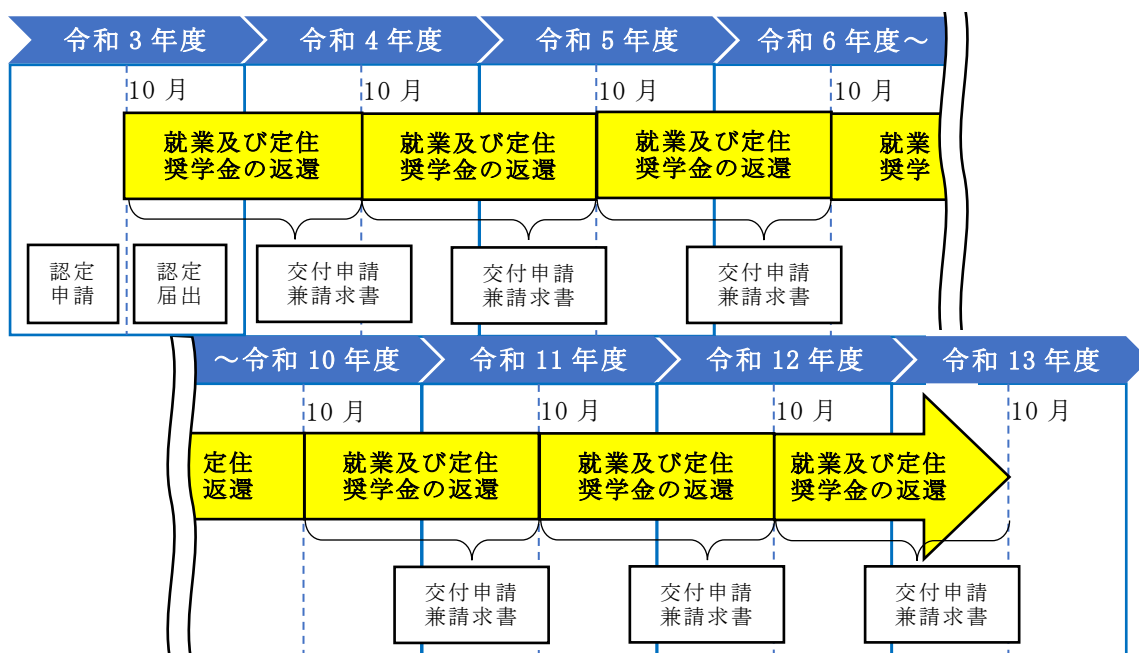 令和 3 年度
令和 4 年度
令和 5 年度
令和 6 年度～
10 月
10 月
10 月
10 月
就業及び定住
奨学金の返還
就業及び定住
奨学金の返還
就業及び定住
奨学金の返還
就業
奨学
認定
申請
認定
届出
交付申請
兼請求書
交付申請
兼請求書
交付申請
兼請求書
～令和 10 年度
令和 11 年度
令和 12 年度
令和 13 年度
10 月
10 月
10 月
10 月
定住
返還
就業及び定住
奨学金の返還
就業及び定住
奨学金の返還
就業及び定住
奨学金の返還
交付申請
兼請求書
交付申請
兼請求書
交付申請
兼請求書